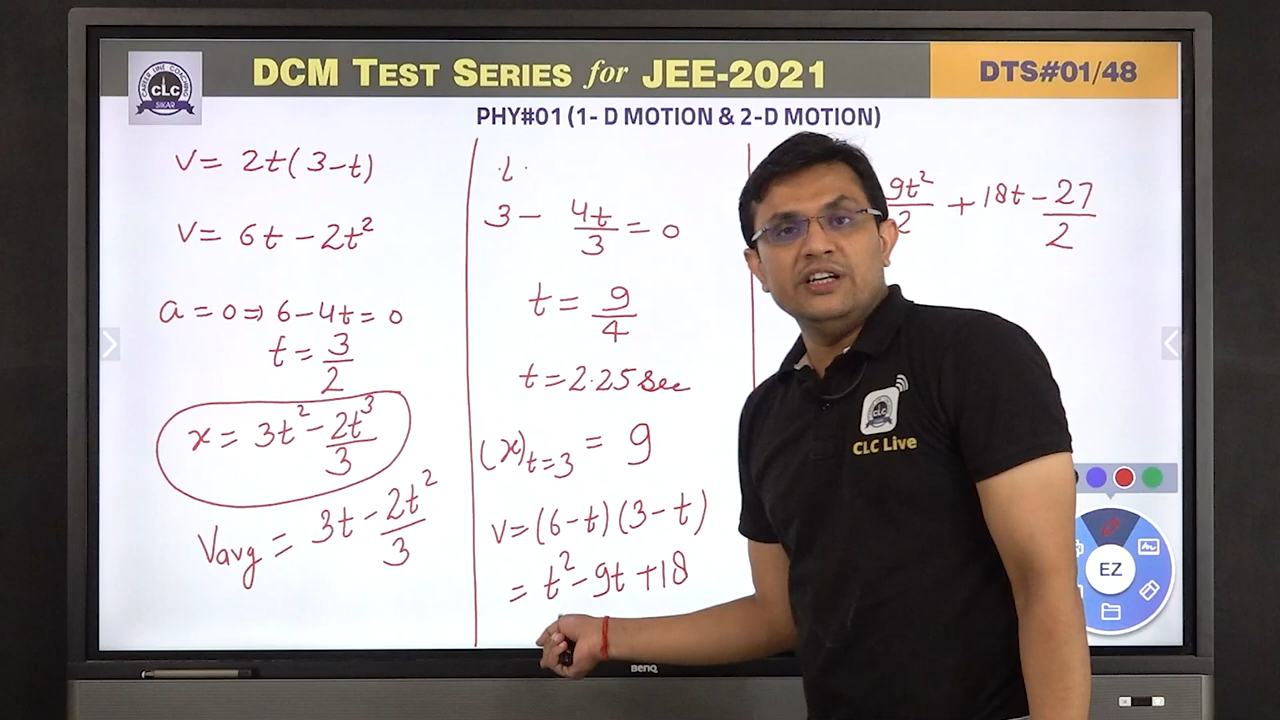 DCM TEST SERIES for JEE-2021
DTS#01/48
CAREER LINE COACHING
CLC
SIKAR
PHY#01 (1- D MOTION & 2-D MOTION)
v = 2t(3-t)
v = 6t - 2t²
a = 0 ⇒ 6-4t = 0
t = 3/2
x = 3t² - 2t³/3
Vavg = 3t - 2t²/3
3 - 4t/3 = 0
t = 9/4
t = 2.25 sec
(x)t=3 = 9
v = (6-t)(3-t)
= t² - 9t + 18
9t²/2 + 18t - 27/2
CLC
CLC Live
EZ
BenQ